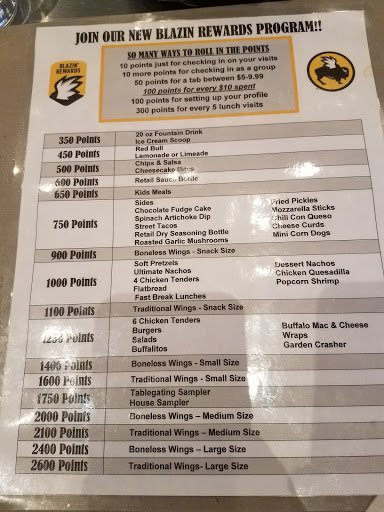 JOIN OUR NEW BLAZIN REWARDS PROGRAM!!
BLAZIN' REWARDS
SO MANY WAYS TO ROLL IN THE POINTS
10 points just for checking in on your visits
10 more points for checking in as a group
50 points for a tab between $5-9.99
100 points for every $10 spent
100 points for setting up your profile
300 points for every 5 lunch visits
350 Points
20 oz Fountain Drink
Ice Cream Scoop
450 Points
Red Bull
Lemonade or Limeade
500 Points
Chips & Salsa
Cheesecake Bites
600 Points
Retail Sauce Bottle
650 Points
Kids Meals
750 Points
Sides
Chocolate Fudge Cake
Spinach Artichoke Dip
Street Tacos
Retail Dry Seasoning Bottle
Roasted Garlic Mushrooms
Fried Pickles
Mozzarella Sticks
Chili Con Queso
Cheese Curds
Mini Corn Dogs
900 Points
Boneless Wings - Snack Size
1000 Points
Soft Pretzels
Ultimate Nachos
4 Chicken Tenders
Flatbread
Fast Break Lunches
Dessert Nachos
Chicken Quesadilla
Popcorn Shrimp
1100 Points
Traditional Wings - Snack Size
1250 Points
6 Chicken Tenders
Burgers
Salads
Buffalitos
Buffalo Mac & Cheese
Wraps
Garden Crasher
1400 Points
Boneless Wings - Small Size
1600 Points
Traditional Wings - Small Size
1750 Points
Tablegating Sampler
House Sampler
2000 Points
Boneless Wings – Medium Size
2100 Points
Traditional Wings – Medium Size
2400 Points
Boneless Wings – Large Size
2600 Points
Traditional Wings- Large Size